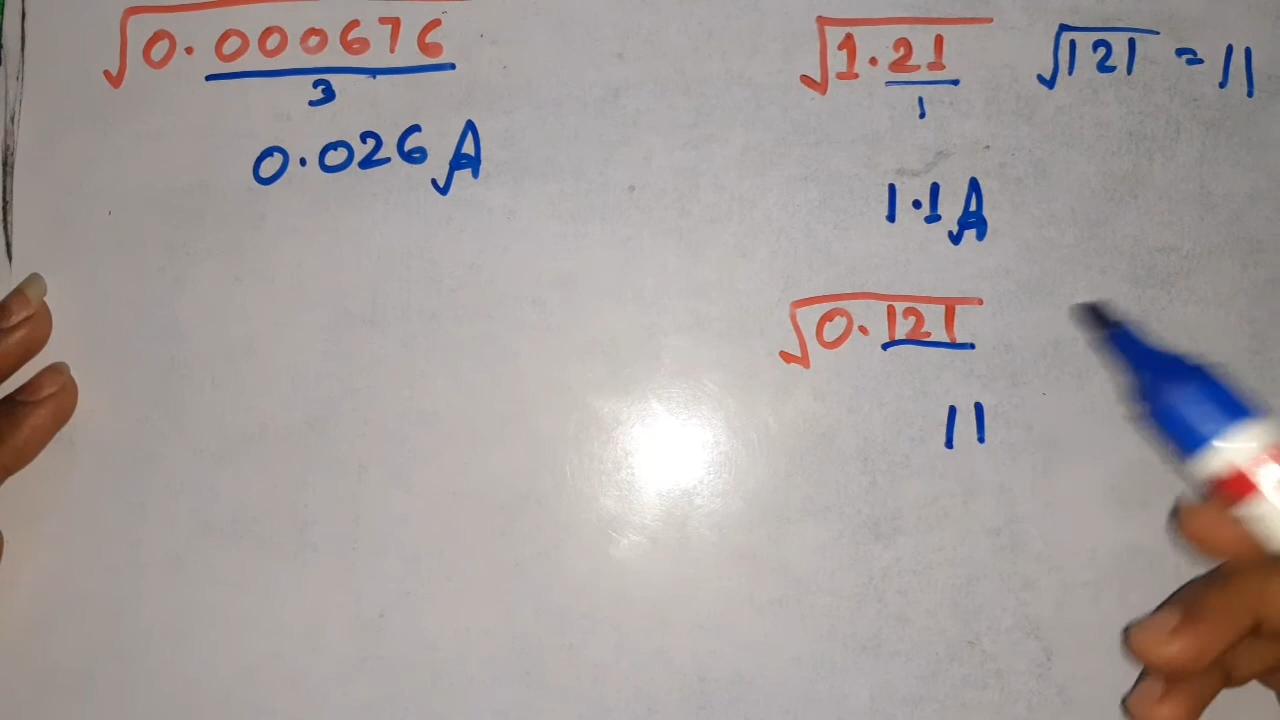 √0.000676
3
0.026 A
√1.21
1
√121 = 11
1.1 A
√0.121
11